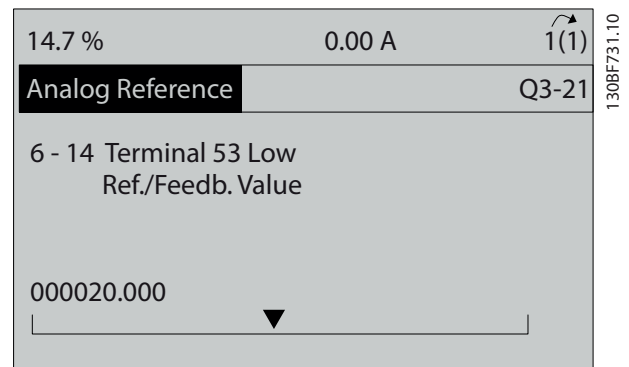 14.7 % 0.00 A 1(1)
Analog Reference Q3-21
6 - 14 Terminal 53 Low
Ref./Feedb. Value
000020.000
130BF731.10